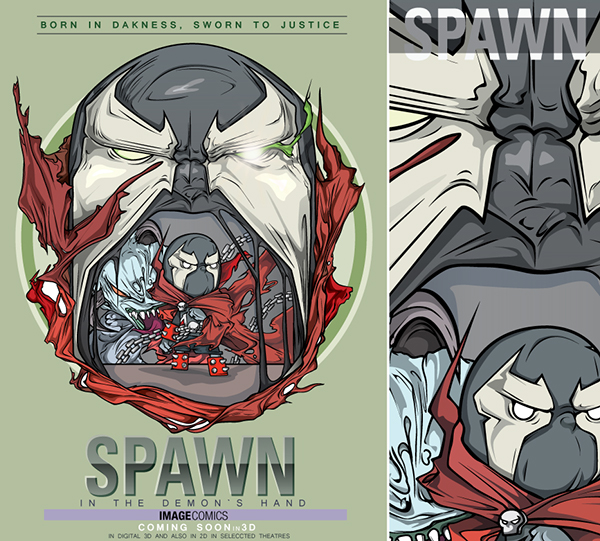 BORN IN DAKNESS, SWORN TO JUSTICE
SPAWN
IN THE DEMON´S HAND
IMAGECOMICS
COMING SOON IN 3D
IN DIGITAL 3D AND ALSO IN 2D IN SELECCTED THEATRES
SPAWN